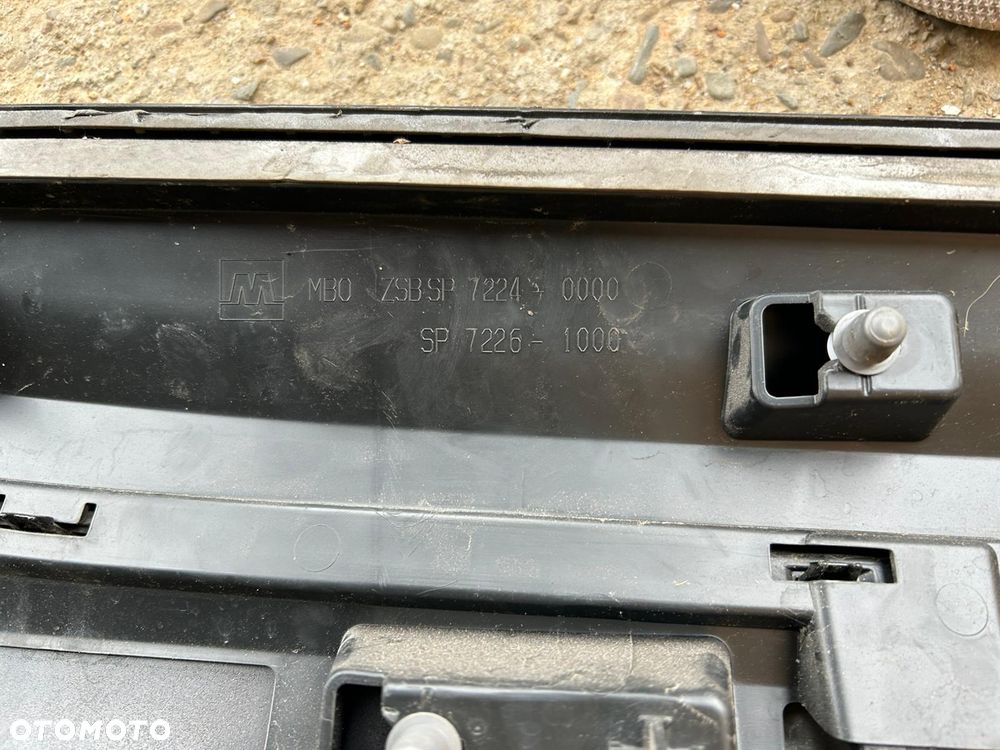 M MBO ZSB SP 7224 - 0000
SP 7226 - 1000
OTOMOTO